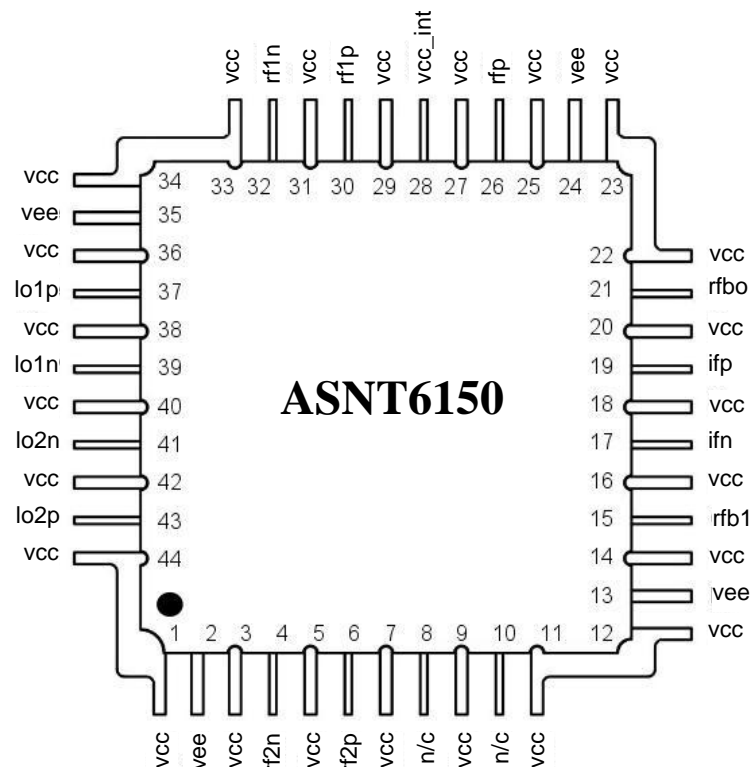 vcc rf1n vcc rf1p vcc vcc_int vcc rfp vcc vee vcc
33 32 31 30 29 28 27 26 25 24 23
vcc 34
vee 35
vcc 36
22 vcc
lo1p 37
21 rfbo
vcc 38
20 vcc
lo1n 39
19 ifp
ASNT6150
vcc 40
18 vcc
lo2n 41
17 ifn
vcc 42
16 vcc
lo2p 43
15 rfb1
vcc 44
14 vcc
13 vee
12 vcc
1 2 3 4 5 6 7 8 9 10 11
vcc vee vcc rf2n vcc rf2p vcc n/c vcc n/c vcc